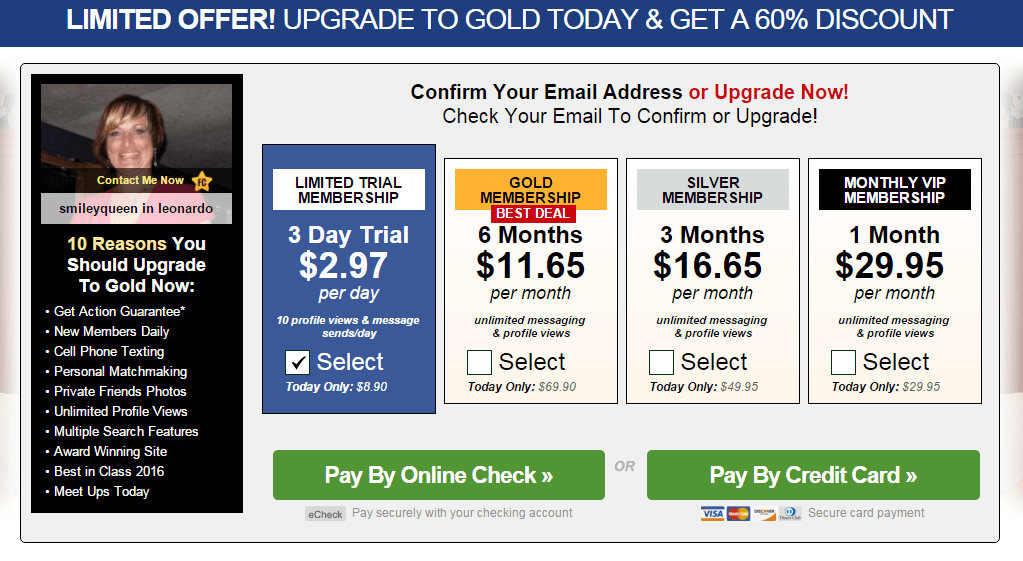 LIMITED OFFER! UPGRADE TO GOLD TODAY & GET A 60% DISCOUNT
Contact Me Now
FC
smileyqueen in leonardo
10 Reasons You
Should Upgrade
To Gold Now:
• Get Action Guarantee*
• New Members Daily
• Cell Phone Texting
• Personal Matchmaking
• Private Friends Photos
• Unlimited Profile Views
• Multiple Search Features
• Award Winning Site
• Best in Class 2016
• Meet Ups Today
Confirm Your Email Address or Upgrade Now!
Check Your Email To Confirm or Upgrade!
LIMITED TRIAL
MEMBERSHIP
3 Day Trial
$2.97
per day
10 profile views & message
sends/day
Select
Today Only: $8.90
GOLD
MEMBERSHIP
BEST DEAL
6 Months
$11.65
per month
unlimited messaging
& profile views
Select
Today Only: $69.90
SILVER
MEMBERSHIP
3 Months
$16.65
per month
unlimited messaging
& profile views
Select
Today Only: $49.95
MONTHLY VIP
MEMBERSHIP
1 Month
$29.95
per month
unlimited messaging
& profile views
Select
Today Only: $29.95
Pay By Online Check »
OR
Pay By Credit Card »
eCheck Pay securely with your checking account
VISA MasterCard DISCOVER Diners Club Secure card payment